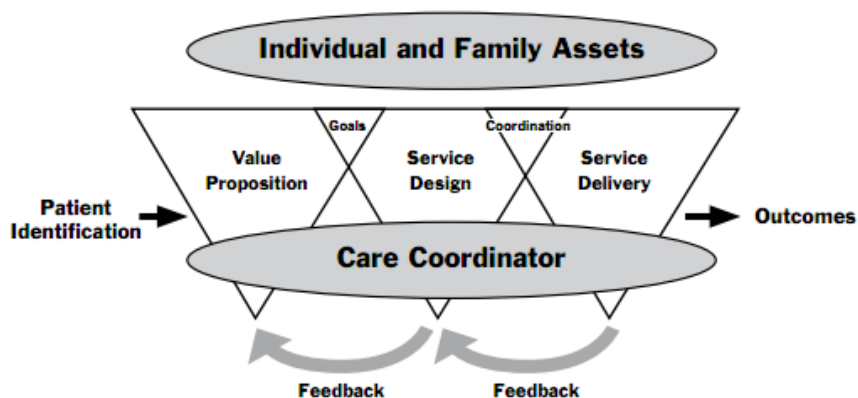 Individual and Family Assets
Goals
Coordination
Value
Proposition
Service
Design
Service
Delivery
Patient
Identification
Outcomes
Care Coordinator
Feedback
Feedback